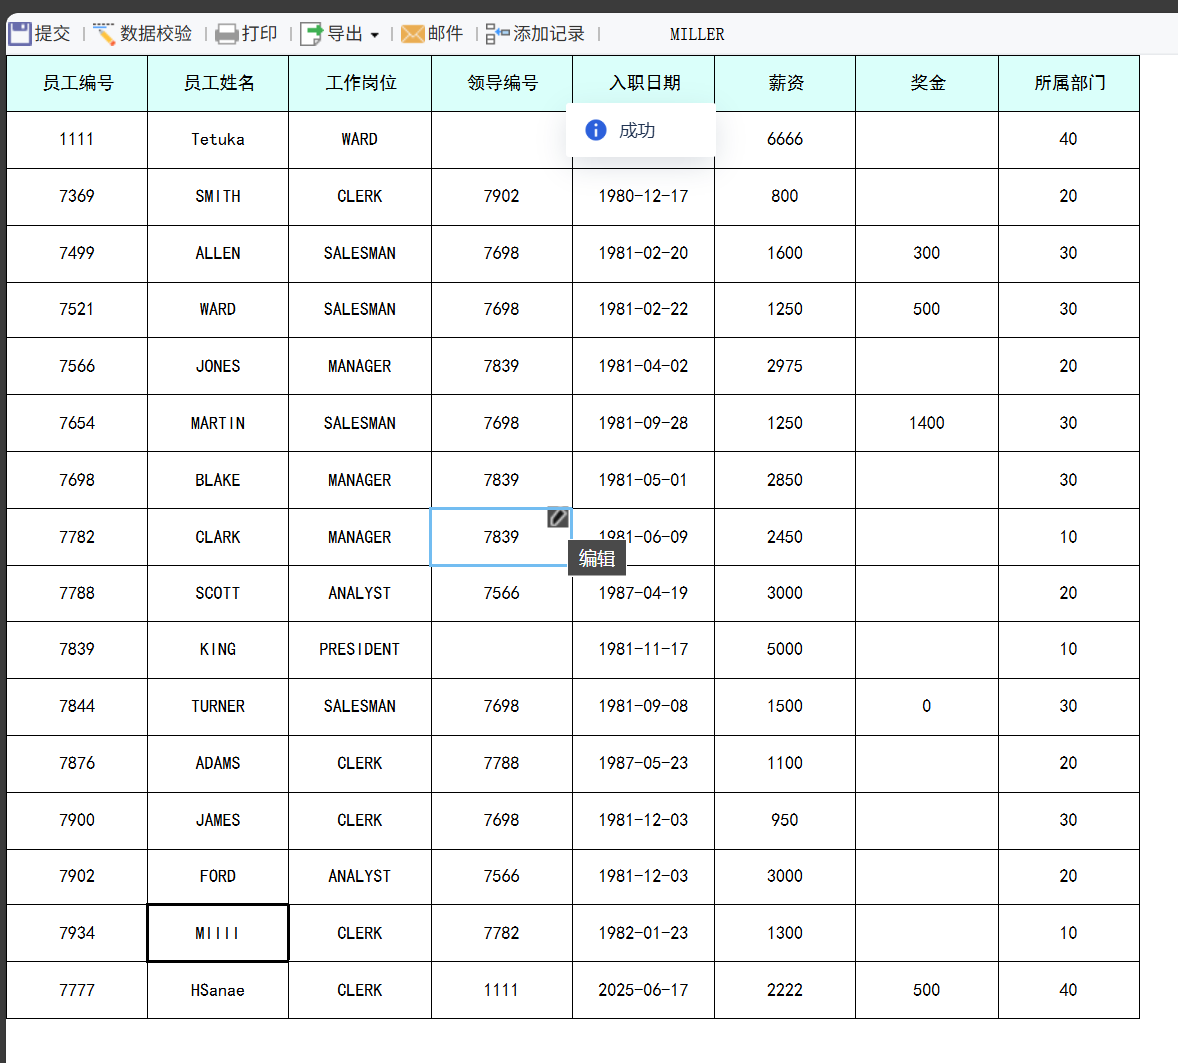 提交 数据校验 打印 导出 邮件 添加记录 MILLER
员工编号 员工姓名 工作岗位 领导编号 入职日期 薪资 奖金 所属部门
成功
1111 Tetuka WARD 6666 40
7369 SMITH CLERK 7902 1980-12-17 800 20
7499 ALLEN SALESMAN 7698 1981-02-20 1600 300 30
7521 WARD SALESMAN 7698 1981-02-22 1250 500 30
7566 JONES MANAGER 7839 1981-04-02 2975 20
7654 MARTIN SALESMAN 7698 1981-09-28 1250 1400 30
7698 BLAKE MANAGER 7839 1981-05-01 2850 30
7782 CLARK MANAGER 7839 1981-06-09 2450 10
编辑
7788 SCOTT ANALYST 7566 1987-04-19 3000 20
7839 KING PRESIDENT 1981-11-17 5000 10
7844 TURNER SALESMAN 7698 1981-09-08 1500 0 30
7876 ADAMS CLERK 7788 1987-05-23 1100 20
7900 JAMES CLERK 7698 1981-12-03 950 30
7902 FORD ANALYST 7566 1981-12-03 3000 20
7934 MIIII CLERK 7782 1982-01-23 1300 10
7777 HSanae CLERK 1111 2025-06-17 2222 500 40